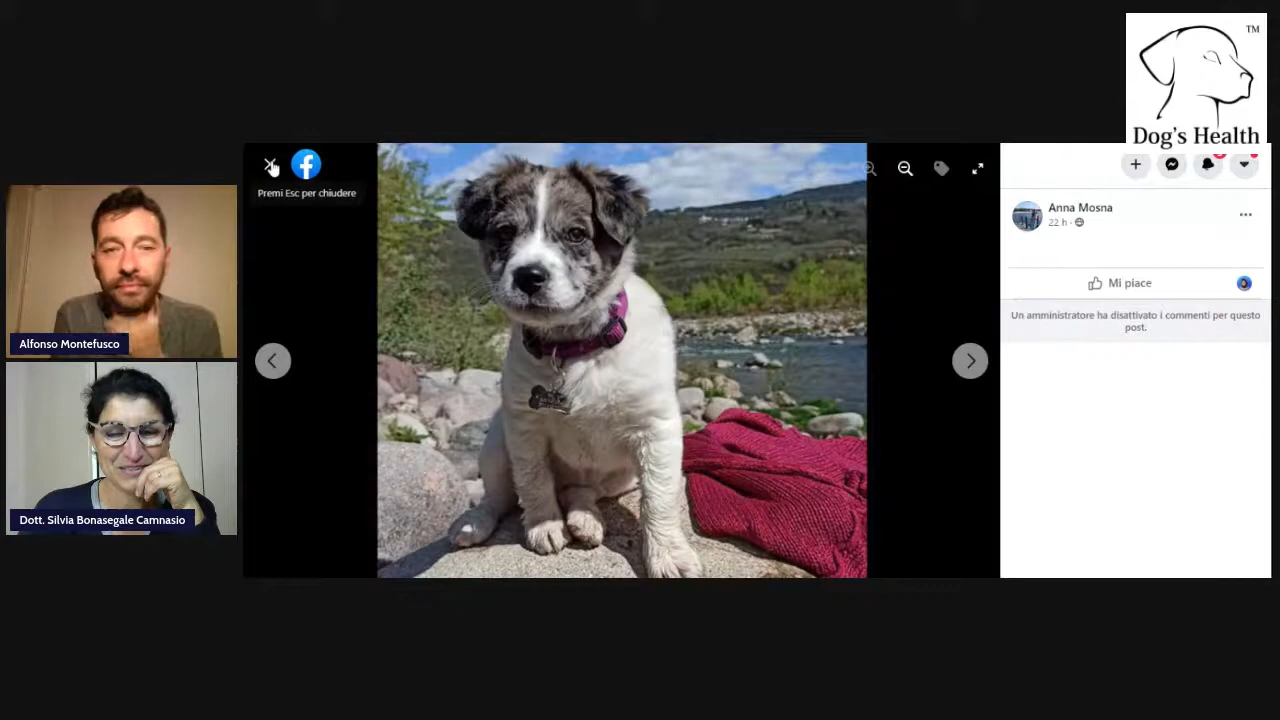 TM
Dog's Health
Premi Esc per chiudere
Anna Mosna
22 h ·
Mi piace
Un amministratore ha disattivato i commenti per questo
post.
Alfonso Montefusco
Dott. Silvia Bonasegale Camnasio